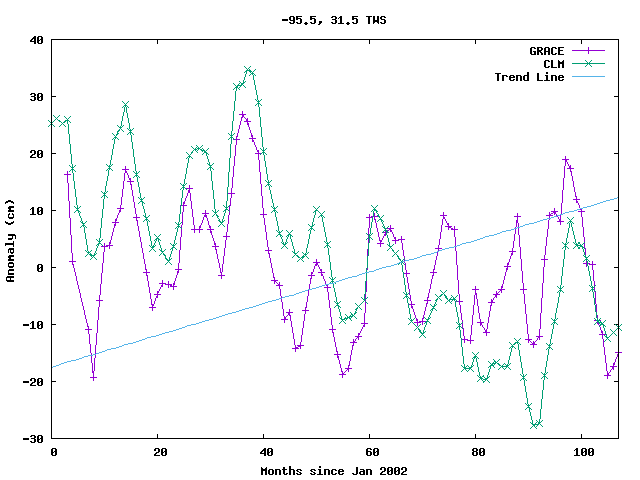 -95.5, 31.5 TWS
GRACE
CLM
Trend Line
40
30
20
10
0
-10
-20
-30
Anomaly (cm)
0 20 40 60 80 100
Months since Jan 2002